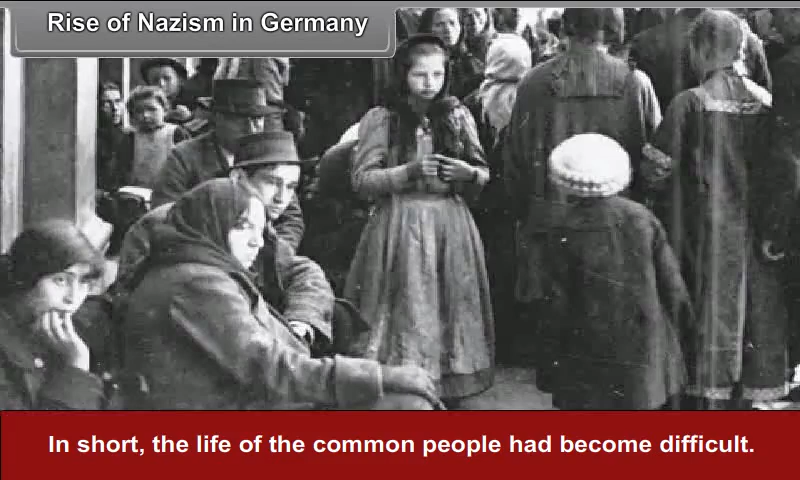 Rise of Nazism in Germany
In short, the life of the common people had become difficult.